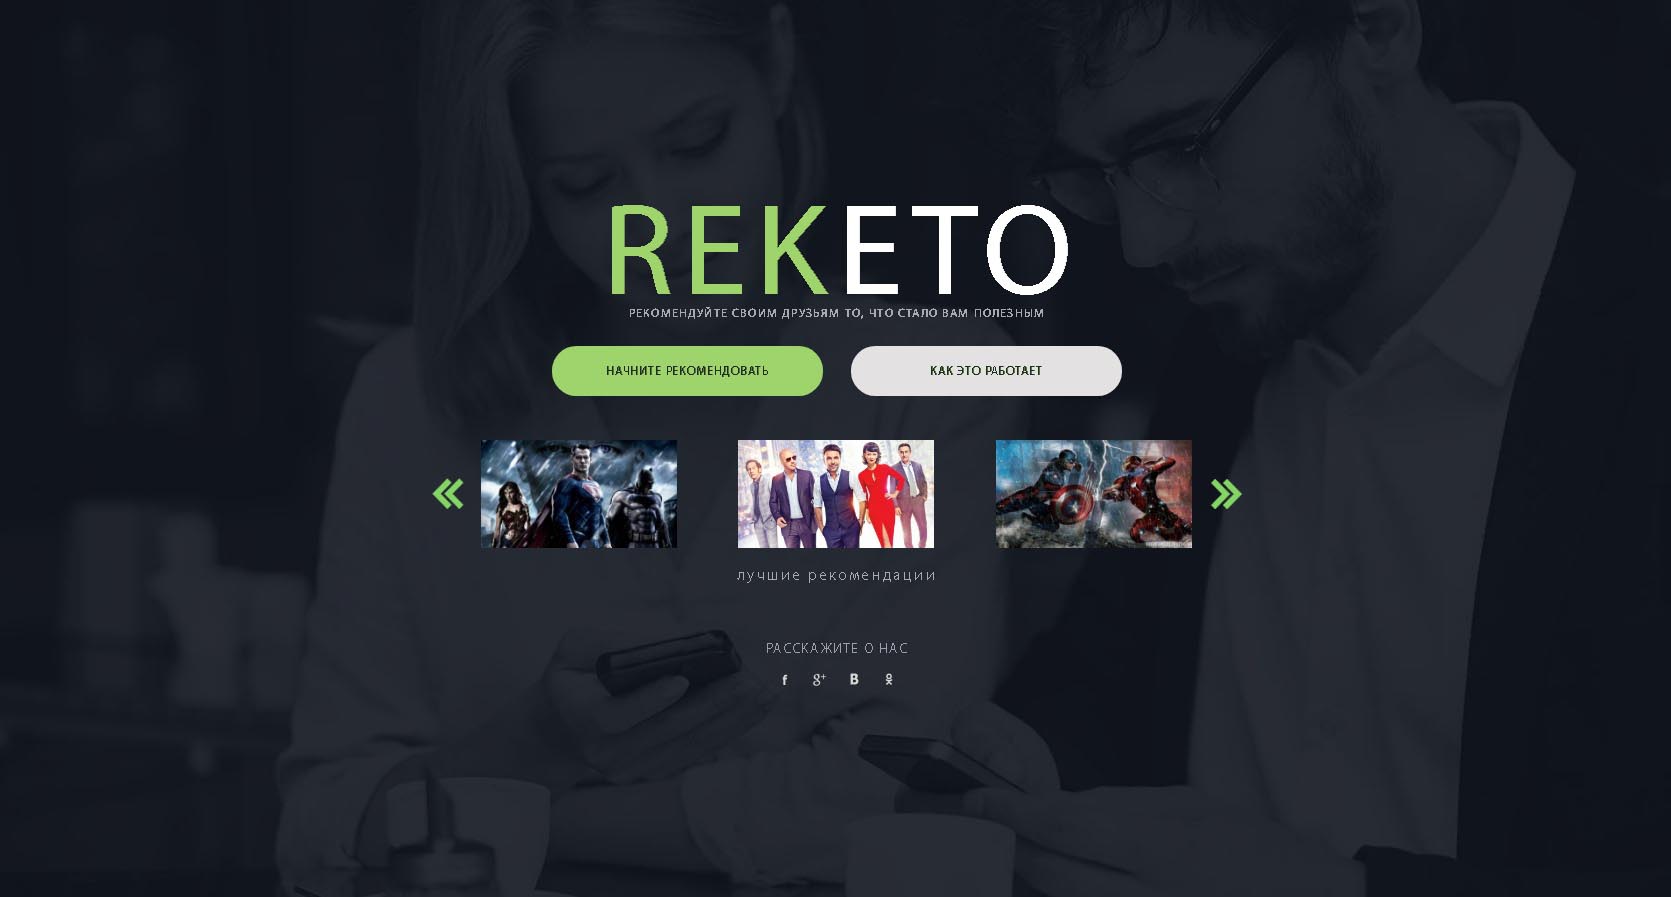 REKETO
РЕКОМЕНДУЙТЕ СВОИМ ДРУЗЬЯМ ТО, ЧТО СТАЛО ВАМ ПОЛЕЗНЫМ
НАЧНИТЕ РЕКОМЕНДОВАТЬ
КАК ЭТО РАБОТАЕТ
лучшие рекомендации
РАССКАЖИТЕ О НАС
f g+ B